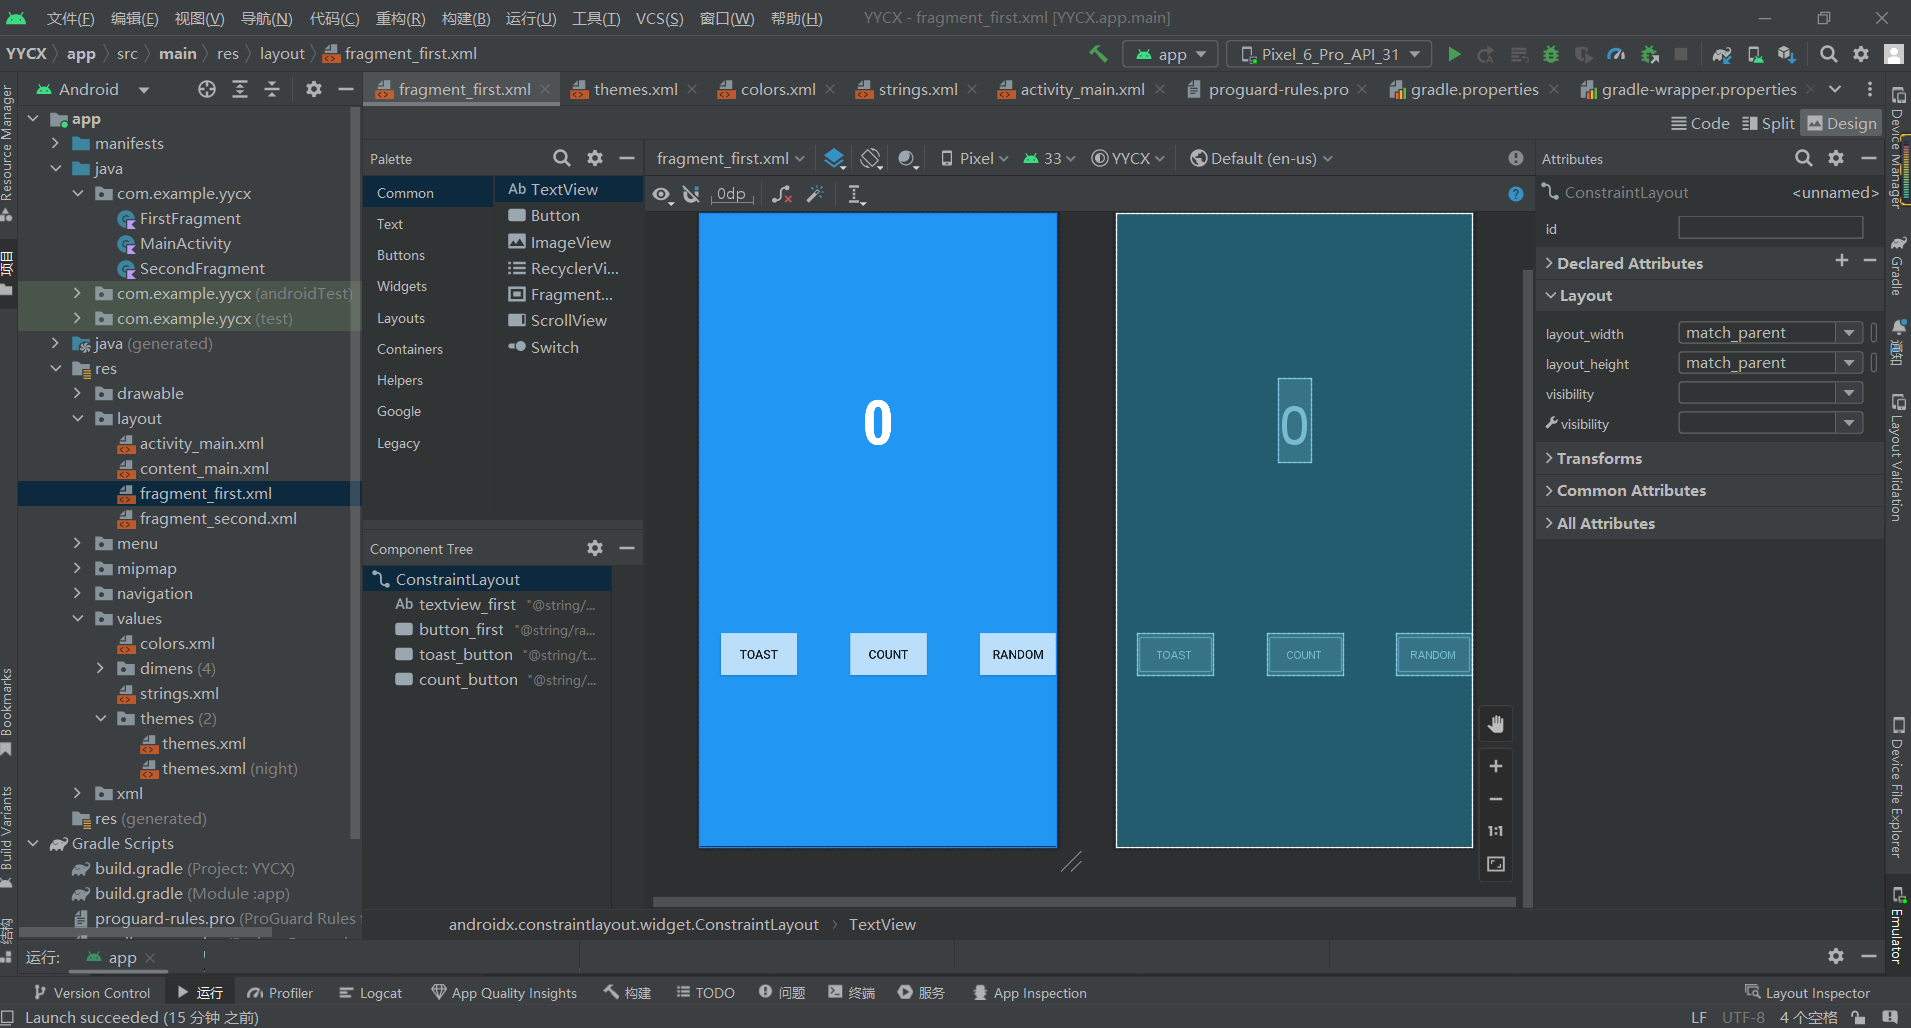 文件(F) 编辑(E) 视图(V) 导航(N) 代码(C) 重构(R) 构建(B) 运行(U) 工具(T) VCS(S) 窗口(W) 帮助(H) YYCX - fragment_first.xml [YYCX.app.main]
YYCX app src main res layout fragment_first.xml app Pixel_6_Pro_API_31
Android
fragment_first.xml themes.xml colors.xml strings.xml activity_main.xml proguard-rules.pro gradle.properties gradle-wrapper.properties
Code Split Design
Resource Manager
项目
Bookmarks
Build Variants
结构
app
manifests
java
com.example.yycx
FirstFragment
MainActivity
SecondFragment
com.example.yycx (androidTest)
com.example.yycx (test)
java (generated)
res
drawable
layout
activity_main.xml
content_main.xml
fragment_first.xml
fragment_second.xml
menu
mipmap
navigation
values
colors.xml
dimens (4)
strings.xml
themes (2)
themes.xml
themes.xml (night)
xml
res (generated)
Gradle Scripts
build.gradle (Project: YYCX)
build.gradle (Module :app)
proguard-rules.pro (ProGuard Rules
Palette
Common
Text
Buttons
Widgets
Layouts
Containers
Helpers
Google
Legacy
Ab TextView
Button
ImageView
RecyclerVi...
Fragment...
ScrollView
Switch
Component Tree
ConstraintLayout
Ab textview_first "@string/...
button_first "@string/ra...
toast_button "@string/t...
count_button "@string/...
fragment_first.xml Pixel 33 YYCX Default (en-us)
0dp
0
TOAST COUNT RANDOM
0
TOAST COUNT RANDOM
1:1
androidx.constraintlayout.widget.ConstraintLayout TextView
Attributes
ConstraintLayout <unnamed>
id
Declared Attributes
Layout
layout_width match_parent
layout_height match_parent
visibility
visibility
Transforms
Common Attributes
All Attributes
Device Manager
Gradle
通知
Layout Validation
Device File Explorer
Emulator
运行: app
Version Control 运行 Profiler Logcat App Quality Insights 构建 TODO 问题 终端 服务 App Inspection Layout Inspector
Launch succeeded (15 分钟 之前) LF UTF-8 4 个空格